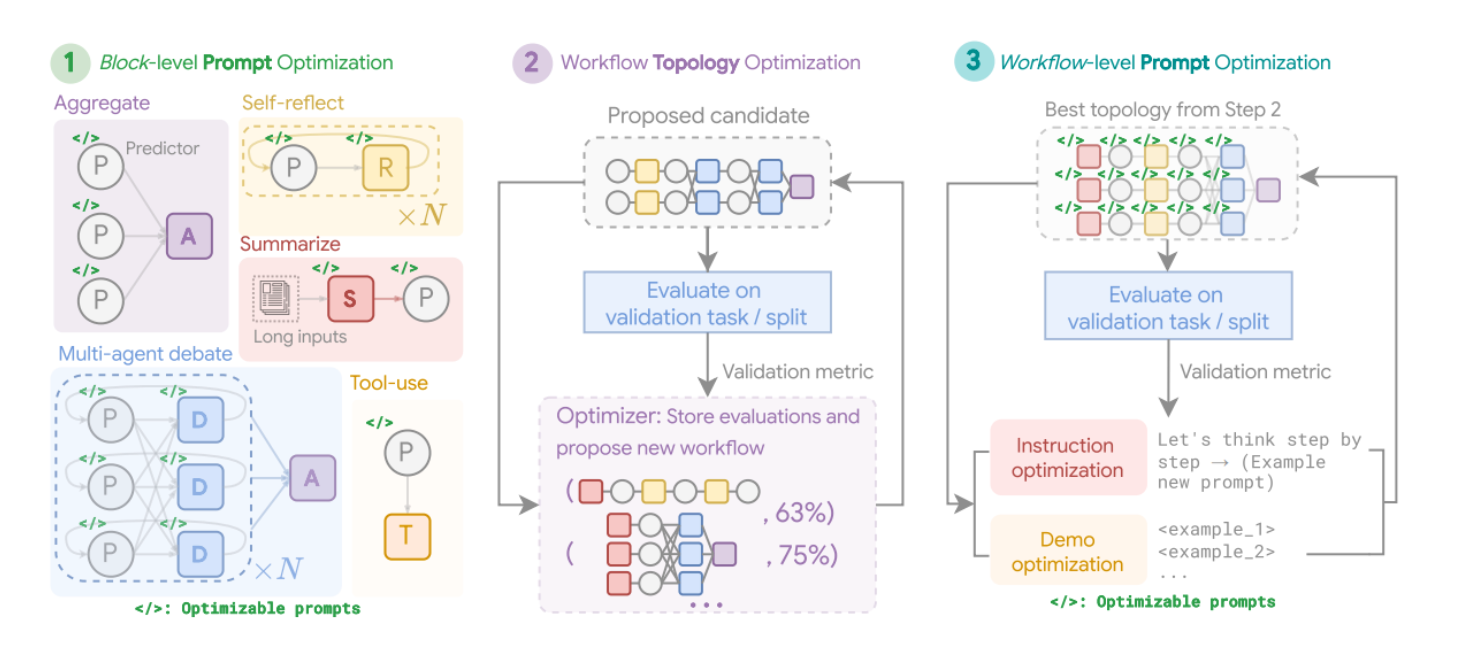 1 Block-level Prompt Optimization
Aggregate
</>
P
Predictor
</>
P
A
</>
P
Self-reflect
</> </>
P R
×N
Summarize
</> </>
S P
Long inputs
Multi-agent debate
</> </>
P D
</> </>
P D
A
</> </>
P D
×N
Tool-use
</>
P
T
</>: Optimizable prompts
2 Workflow Topology Optimization
Proposed candidate
Evaluate on
validation task / split
Validation metric
Optimizer: Store evaluations and
propose new workflow
( , 63%)
( , 75%)
...
3 Workflow-level Prompt Optimization
Best topology from Step 2
</> </> </> </> </>
</> </> </> </> </>
</> </> </> </> </>
Evaluate on
validation task / split
Validation metric
Instruction
optimization
Let's think step by
step → (Example
new prompt)
Demo
optimization
<example_1>
<example_2>
...
</>: Optimizable prompts